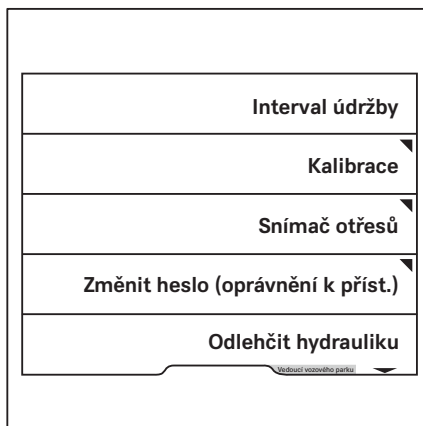 Interval údržby
Kalibrace
Snímač otřesů
Změnit heslo (oprávnění k příst.)
Odlehčit hydrauliku
Vedoucí vozového parku